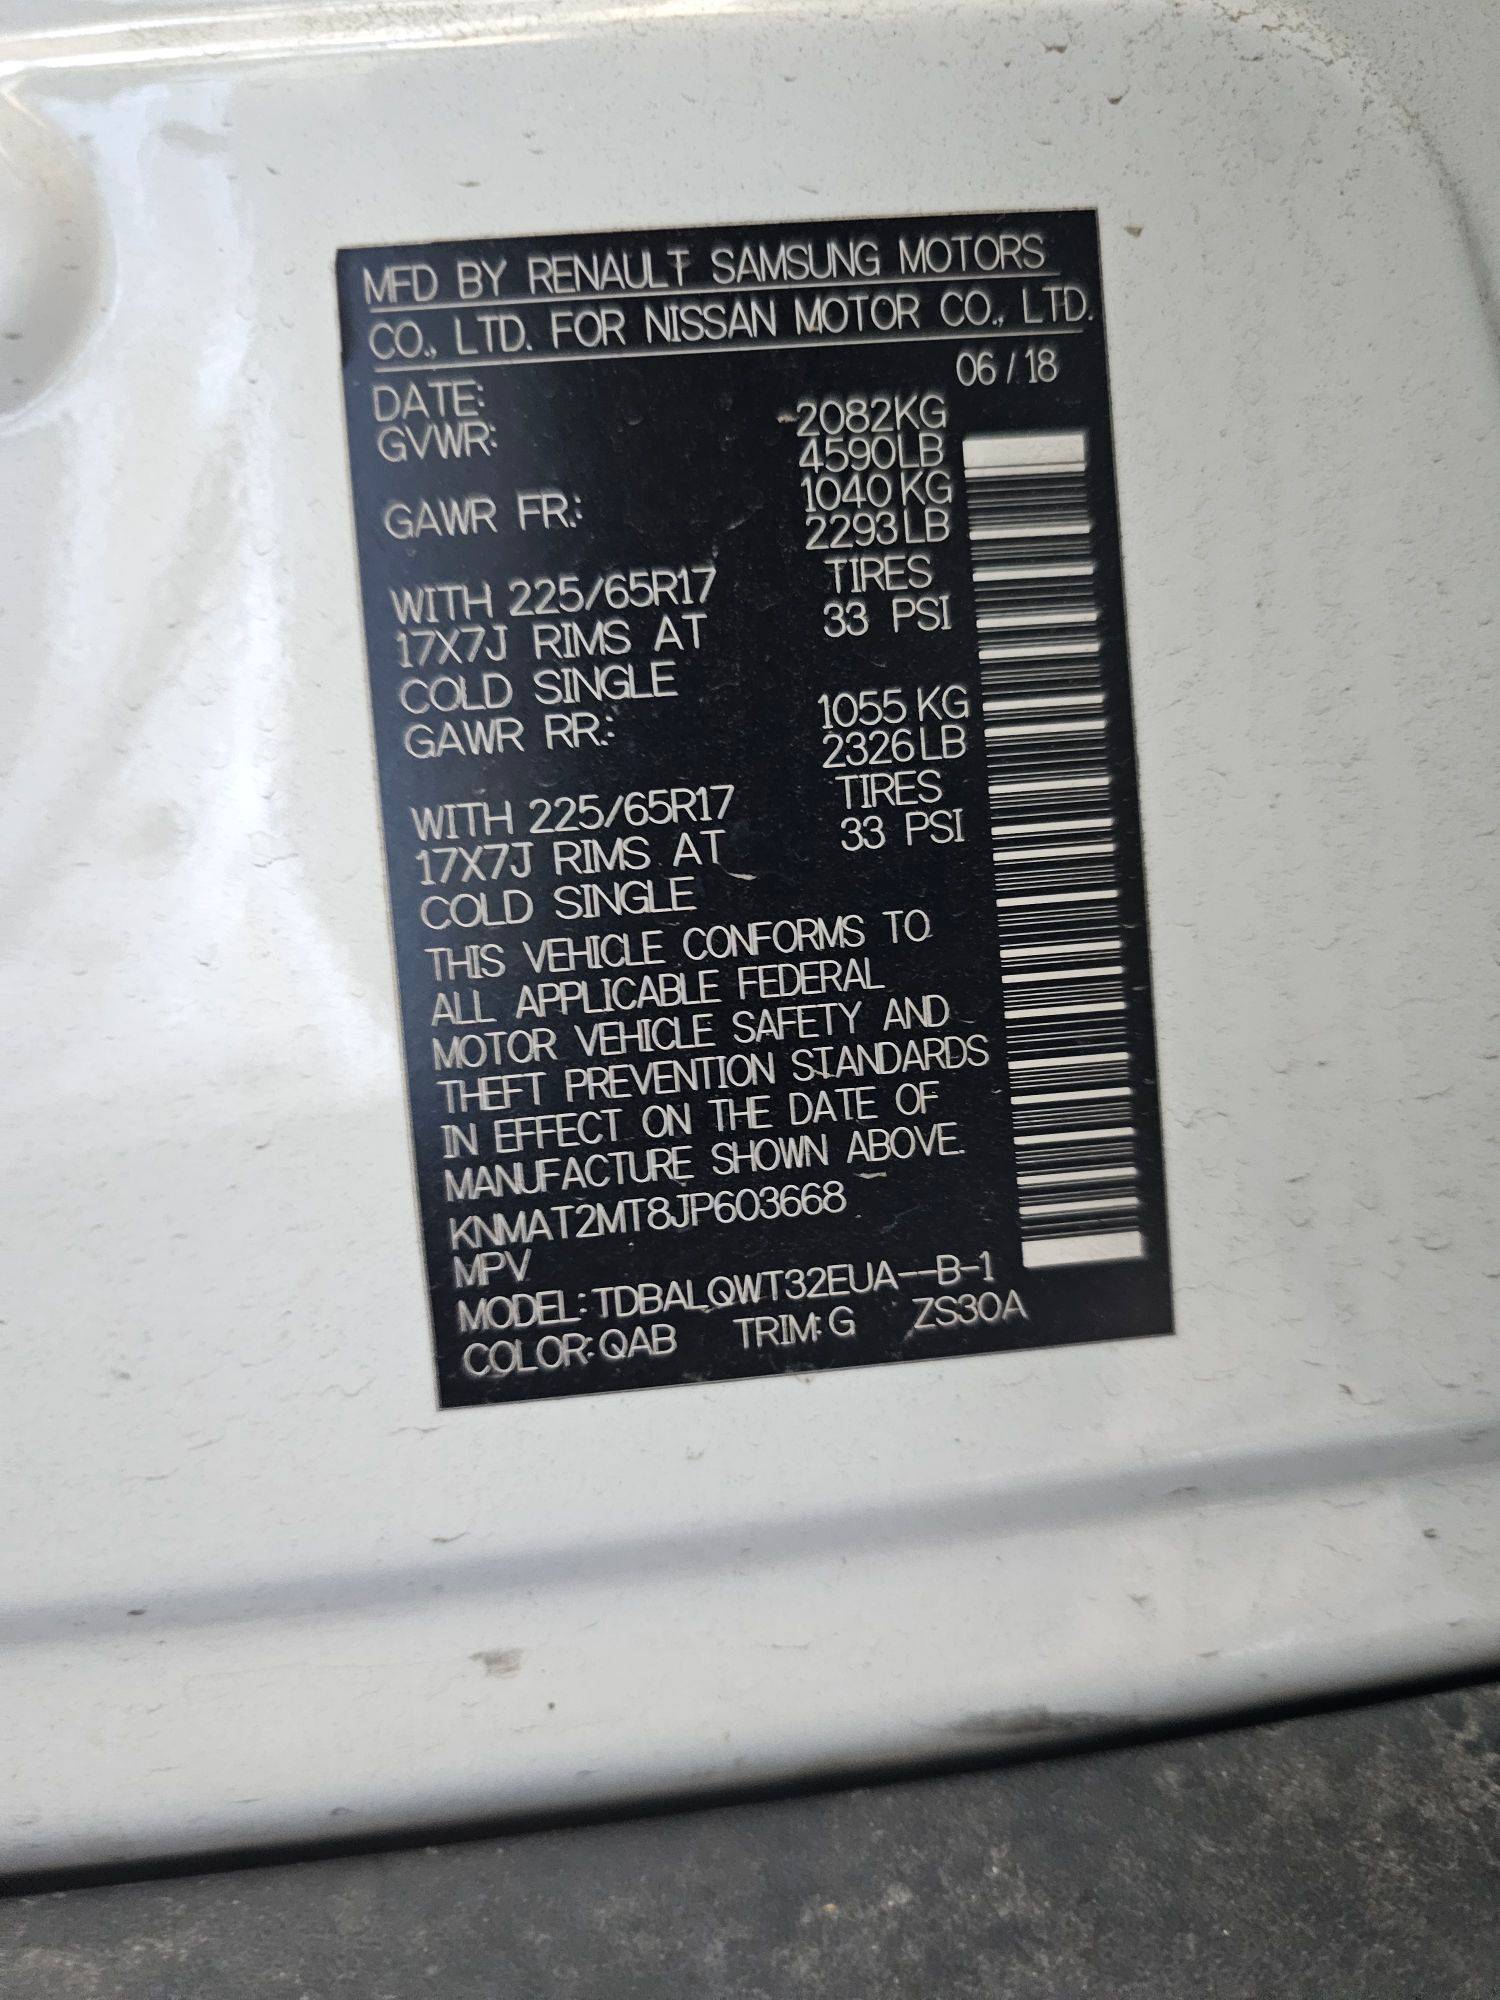 MFD BY RENAULT SAMSUNG MOTORS
CO., LTD. FOR NISSAN MOTOR CO., LTD.
DATE: 06 / 18
GVWR: 2082KG
4590LB
GAWR FR.: 1040 KG
2293LB
WITH 225/65R17 TIRES
17X7J RIMS AT 33 PSI
COLD SINGLE
GAWR RR.: 1055 KG
2326LB
WITH 225/65R17 TIRES
17X7J RIMS AT 33 PSI
COLD SINGLE
THIS VEHICLE CONFORMS TO
ALL APPLICABLE FEDERAL
MOTOR VEHICLE SAFETY AND
THEFT PREVENTION STANDARDS
IN EFFECT ON THE DATE OF
MANUFACTURE SHOWN ABOVE.
KNMAT2MT8JP603668
MPV
MODEL:TDBALQWT32EUA--B-1
COLOR:QAB TRIM:G ZS30A